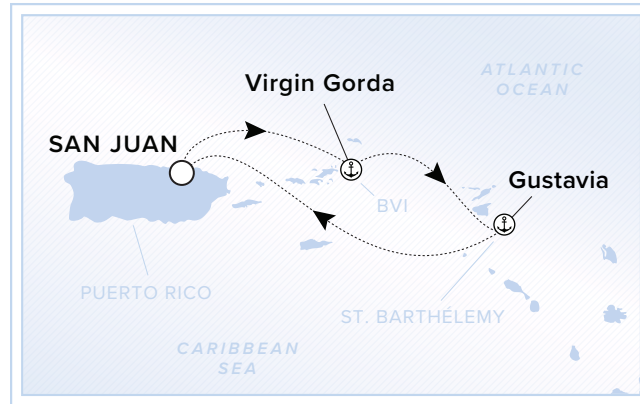 ATLANTIC
OCEAN
Virgin Gorda
SAN JUAN
Gustavia
BVI
PUERTO RICO
ST. BARTHÉLEMY
CARIBBEAN
SEA